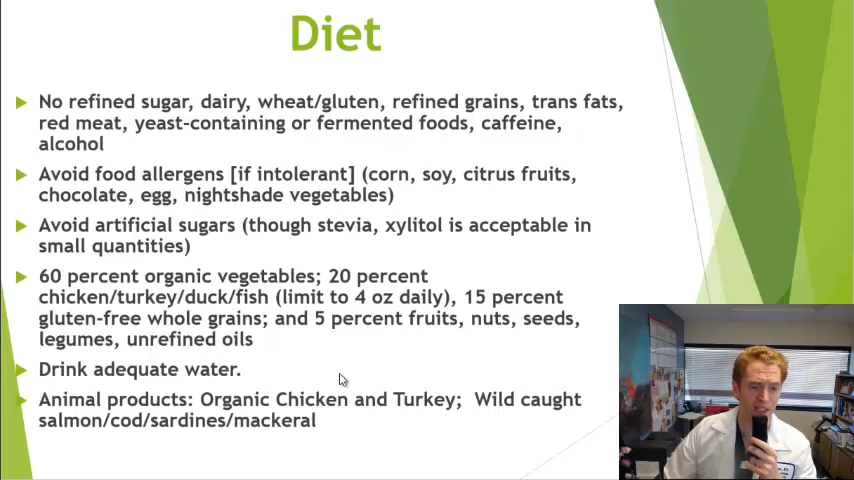 Diet
No refined sugar, dairy, wheat/gluten, refined grains, trans fats,
red meat, yeast-containing or fermented foods, caffeine,
alcohol
Avoid food allergens [if intolerant] (corn, soy, citrus fruits,
chocolate, egg, nightshade vegetables)
Avoid artificial sugars (though stevia, xylitol is acceptable in
small quantities)
60 percent organic vegetables; 20 percent
chicken/turkey/duck/fish (limit to 4 oz daily), 15 percent
gluten-free whole grains; and 5 percent fruits, nuts, seeds,
legumes, unrefined oils
Drink adequate water.
Animal products: Organic Chicken and Turkey;  Wild caught
salmon/cod/sardines/mackeral